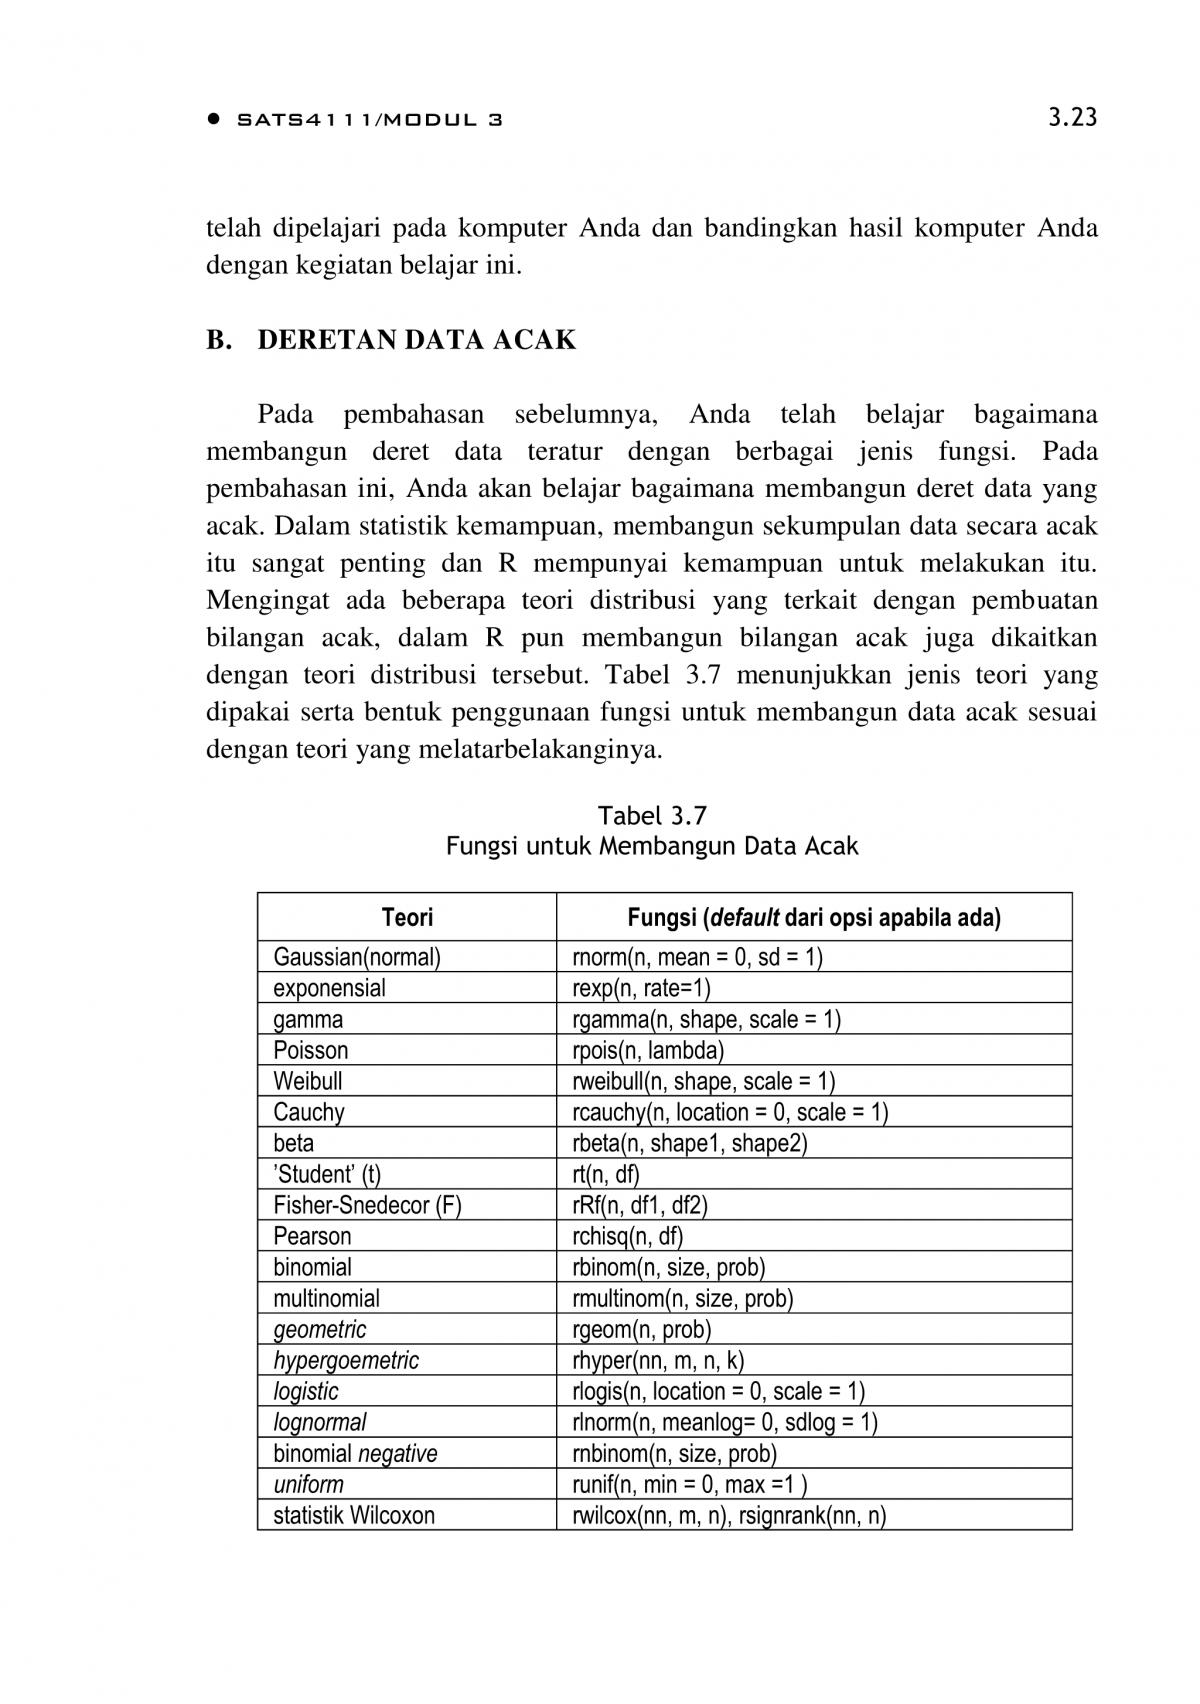 ● SATS4111/MODUL 3 3.23
telah dipelajari pada komputer Anda dan bandingkan hasil komputer Anda
dengan kegiatan belajar ini.
B. DERETAN DATA ACAK
Pada pembahasan sebelumnya, Anda telah belajar bagaimana
membangun deret data teratur dengan berbagai jenis fungsi. Pada
pembahasan ini, Anda akan belajar bagaimana membangun deret data yang
acak. Dalam statistik kemampuan, membangun sekumpulan data secara acak
itu sangat penting dan R mempunyai kemampuan untuk melakukan itu.
Mengingat ada beberapa teori distribusi yang terkait dengan pembuatan
bilangan acak, dalam R pun membangun bilangan acak juga dikaitkan
dengan teori distribusi tersebut. Tabel 3.7 menunjukkan jenis teori yang
dipakai serta bentuk penggunaan fungsi untuk membangun data acak sesuai
dengan teori yang melatarbelakanginya.
Tabel 3.7
Fungsi untuk Membangun Data Acak
Teori Fungsi (default dari opsi apabila ada)
Gaussian(normal) rnorm(n, mean = 0, sd = 1)
exponensial rexp(n, rate=1)
gamma rgamma(n, shape, scale = 1)
Poisson rpois(n, lambda)
Weibull rweibull(n, shape, scale = 1)
Cauchy rcauchy(n, location = 0, scale = 1)
beta rbeta(n, shape1, shape2)
’Student’ (t) rt(n, df)
Fisher-Snedecor (F) rRf(n, df1, df2)
Pearson rchisq(n, df)
binomial rbinom(n, size, prob)
multinomial rmultinom(n, size, prob)
geometric rgeom(n, prob)
hypergoemetric rhyper(nn, m, n, k)
logistic rlogis(n, location = 0, scale = 1)
lognormal rlnorm(n, meanlog= 0, sdlog = 1)
binomial negative rnbinom(n, size, prob)
uniform runif(n, min = 0, max =1 )
statistik Wilcoxon rwilcox(nn, m, n), rsignrank(nn, n)